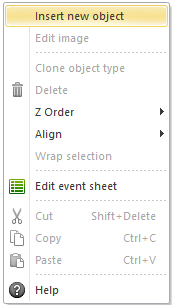 Insert new object
Edit image
Clone object type
Delete
Z Order
Align
Wrap selection
Edit event sheet
Cut Shift+Delete
Copy Ctrl+C
Paste Ctrl+V
Help